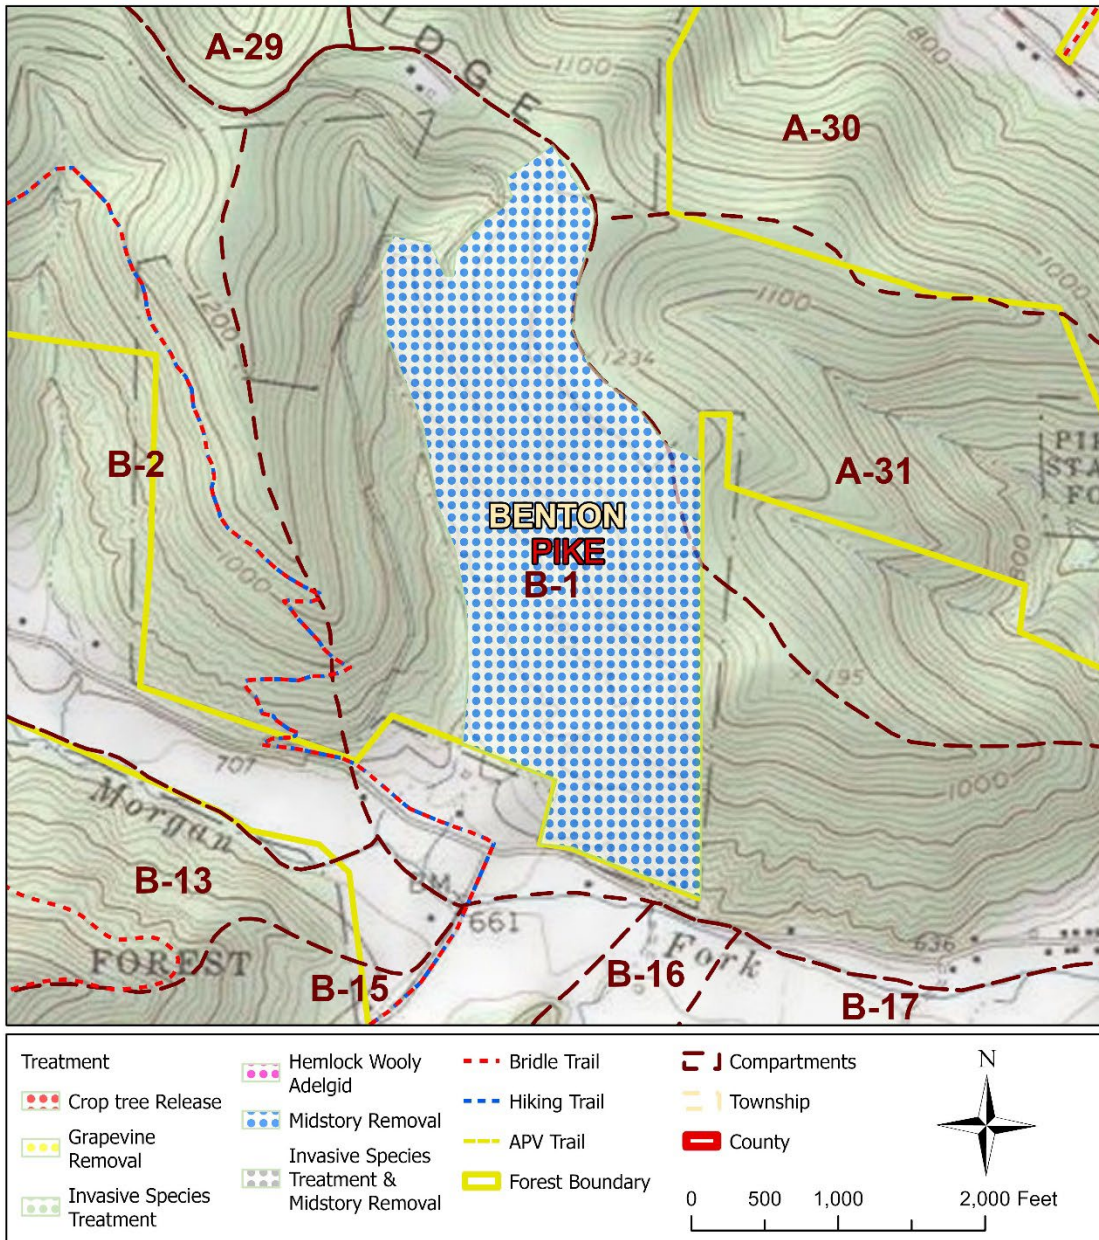 A-29
I D G E
1100
800
A-30
1000
1200
1100
1234
B-2
A-31
BENTON
PIKE
B-1
1000
1195
1000
707
Morgan
B-13
BM
661
Fork
636
FOREST
B-15
B-16
B-17
Treatment
Crop tree Release
Grapevine
Removal
Invasive Species
Treatment
Hemlock Wooly
Adelgid
Midstory Removal
Invasive Species
Treatment &
Midstory Removal
Bridle Trail
Hiking Trail
APV Trail
Forest Boundary
Compartments
Township
County
N
0 500 1,000 2,000 Feet